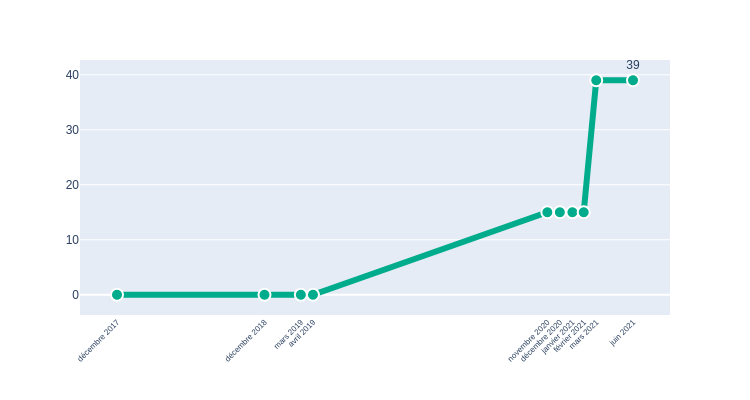 39
40
30
20
10
0
décembre 2017
décembre 2018
mars 2019
avril 2019
novembre 2020
décembre 2020
janvier 2021
février 2021
mars 2021
juin 2021